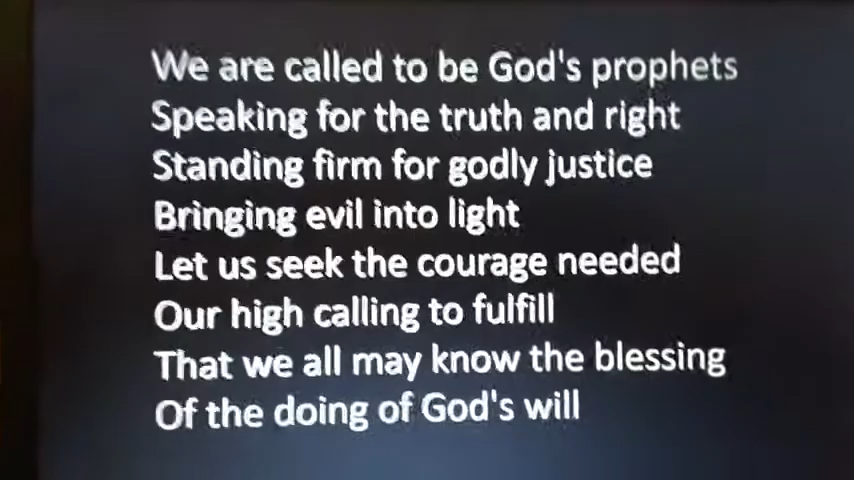 We are called to be God's prophets
Speaking for the truth and right
Standing firm for godly justice
Bringing evil into light
Let us seek the courage needed
Our high calling to fulfill
That we all may know the blessing
Of the doing of God's will